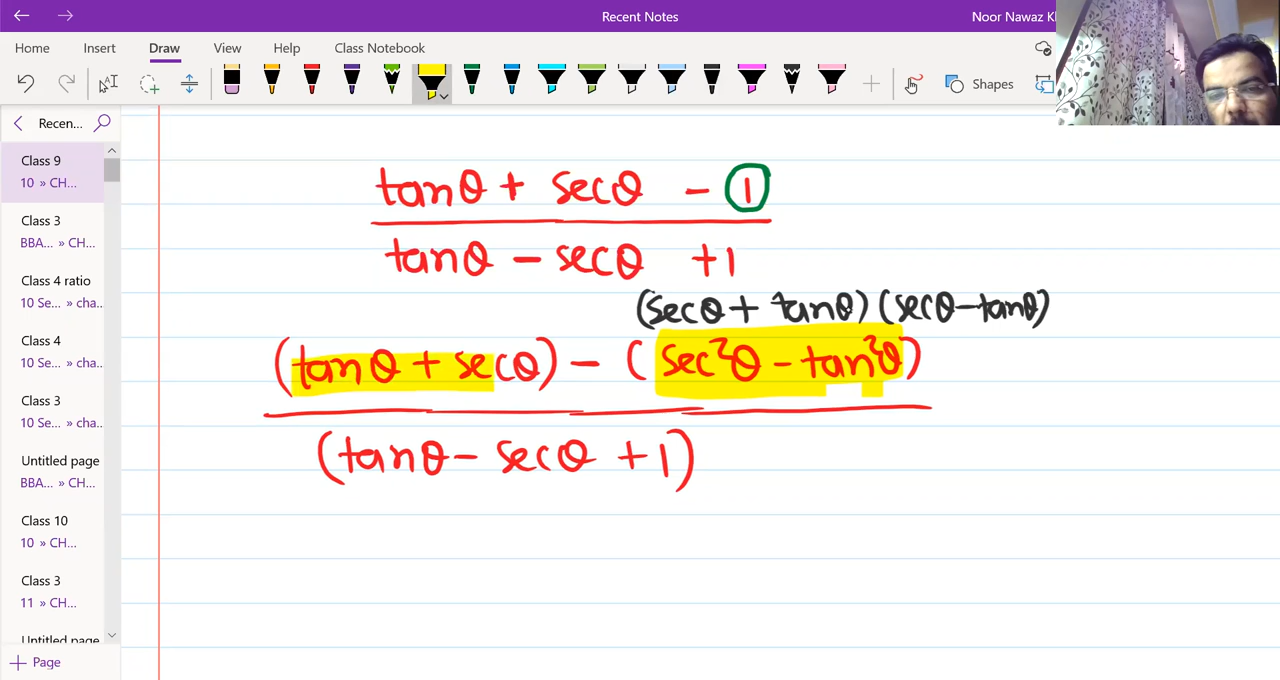 Recent Notes
Noor Nawaz Kh
Home Insert Draw View Help Class Notebook
Shapes
Recen...
Class 9
10 » CH...
Class 3
BBA... » CH...
Class 4 ratio
10 Se... » cha..
Class 4
10 Se... » cha..
Class 3
10 Se... » cha..
Untitled page
BBA... » CH...
Class 10
10 » CH...
Class 3
11 » CH...
Untitled page
Page
tanθ + secθ - 1
tanθ - secθ +1
(secθ + tanθ) (secθ-tanθ)
(tanθ + secθ) - (sec²θ - tan²θ)
(tanθ - secθ +1)